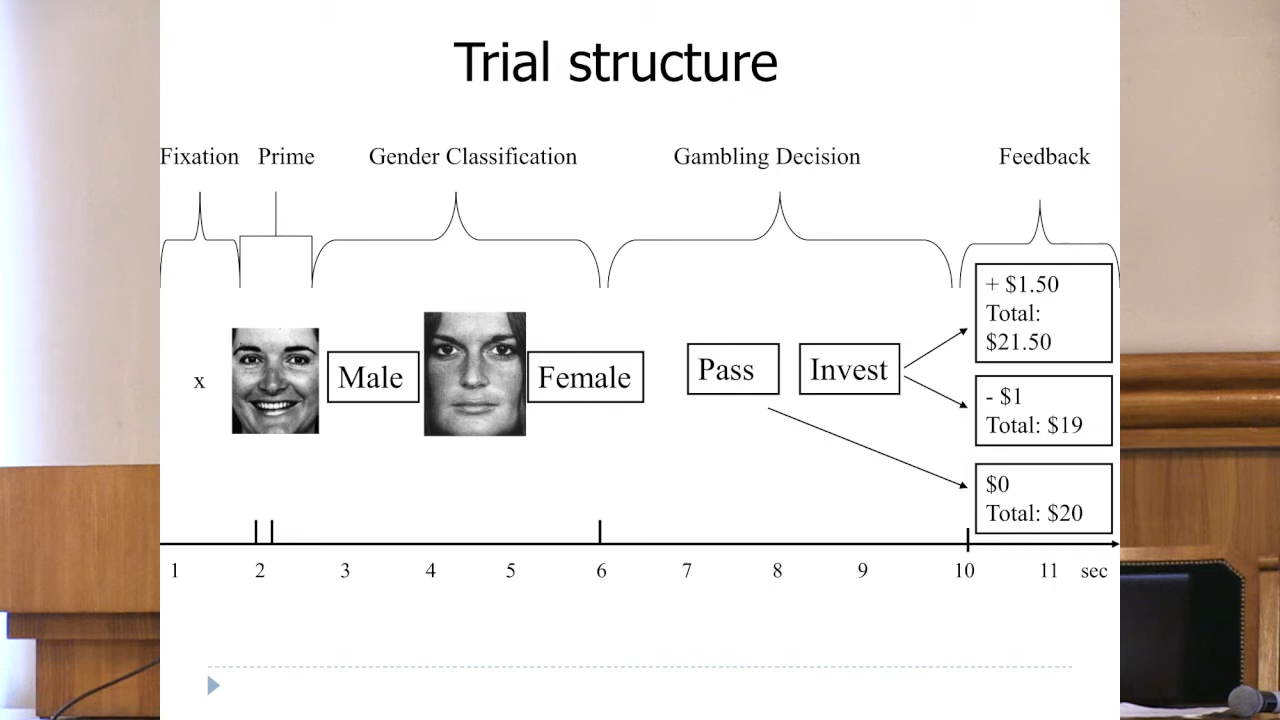 Trial structure
Fixation
Prime
Gender Classification
Gambling Decision
Feedback
x
Male
Female
Pass
Invest
+ $1.50
Total:
$21.50
- $1
Total: $19
$0
Total: $20
1 2 3 4 5 6 7 8 9 10 11 sec